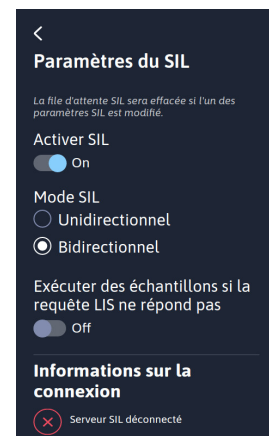 Paramètres du SIL
La file d'attente SIL sera effacée si l'un des
paramètres SIL est modifié.
Activer SIL
On
Mode SIL
Unidirectionnel
Bidirectionnel
Exécuter des échantillons si la
requête LIS ne répond pas
Off
Informations sur la
connexion
Serveur SIL déconnecté